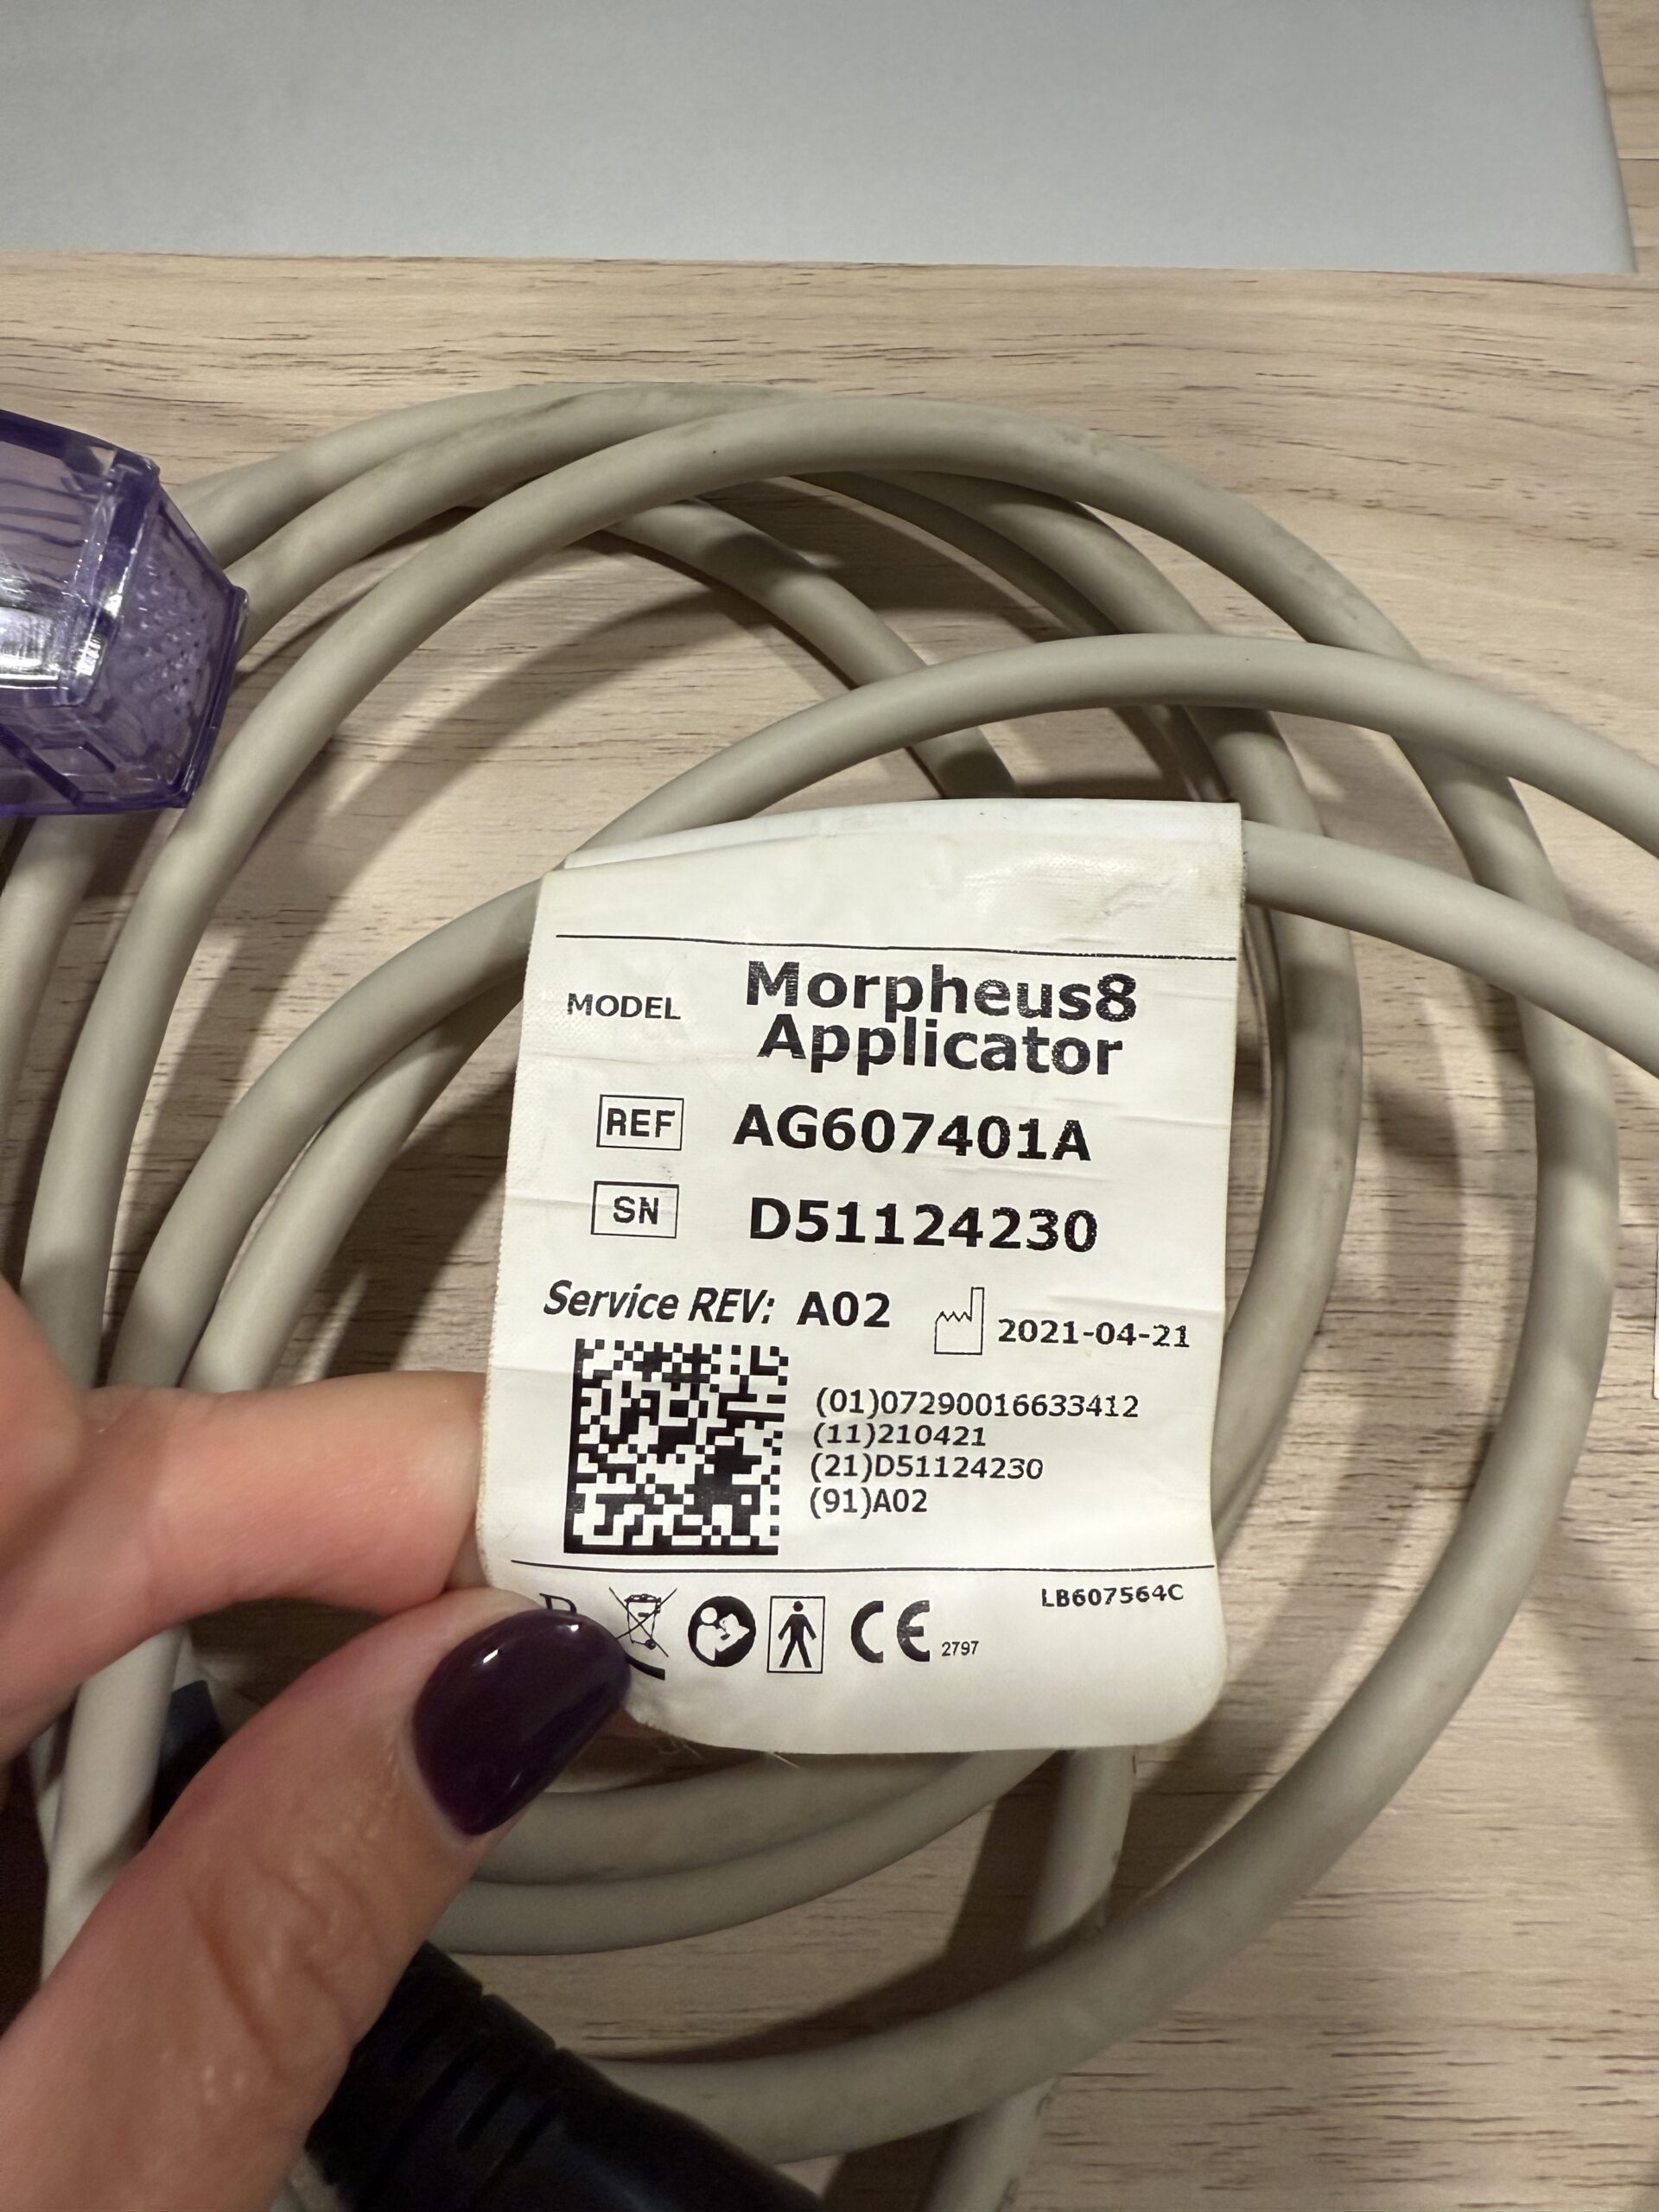 MODEL Morpheus8
Applicator
REF AG607401A
SN D51124230
Service REV: A02 2021-04-21
(01)07290016633412
(11)210421
(21)D51124230
(91)A02
LB607564C
CE 2797